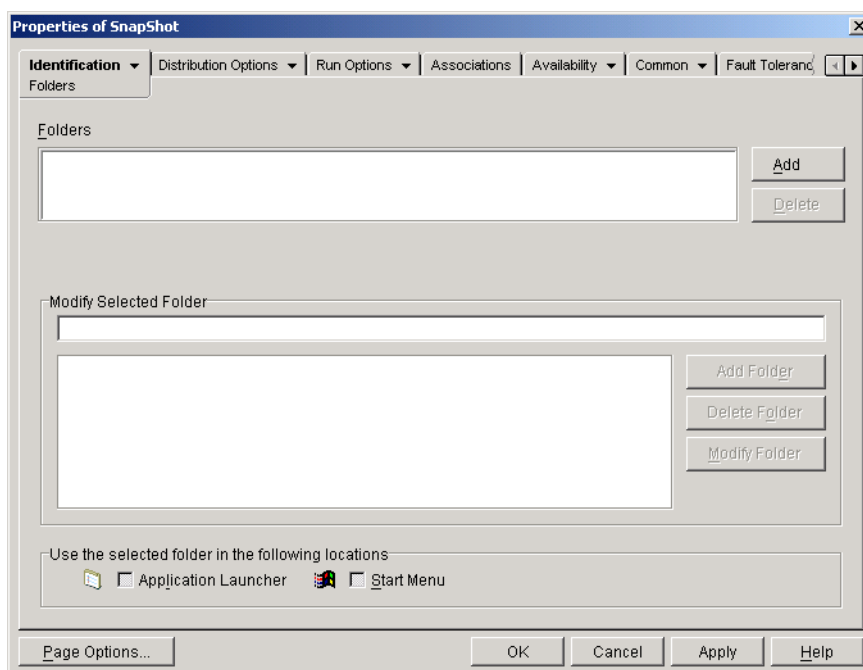 Properties of SnapShot
Identification Distribution Options Run Options Associations Availability Common Fault Toleranc
Folders
Folders
Add
Delete
Modify Selected Folder
Add Folder
Delete Folder
Modify Folder
Use the selected folder in the following locations
Application Launcher Start Menu
Page Options... OK Cancel Apply Help